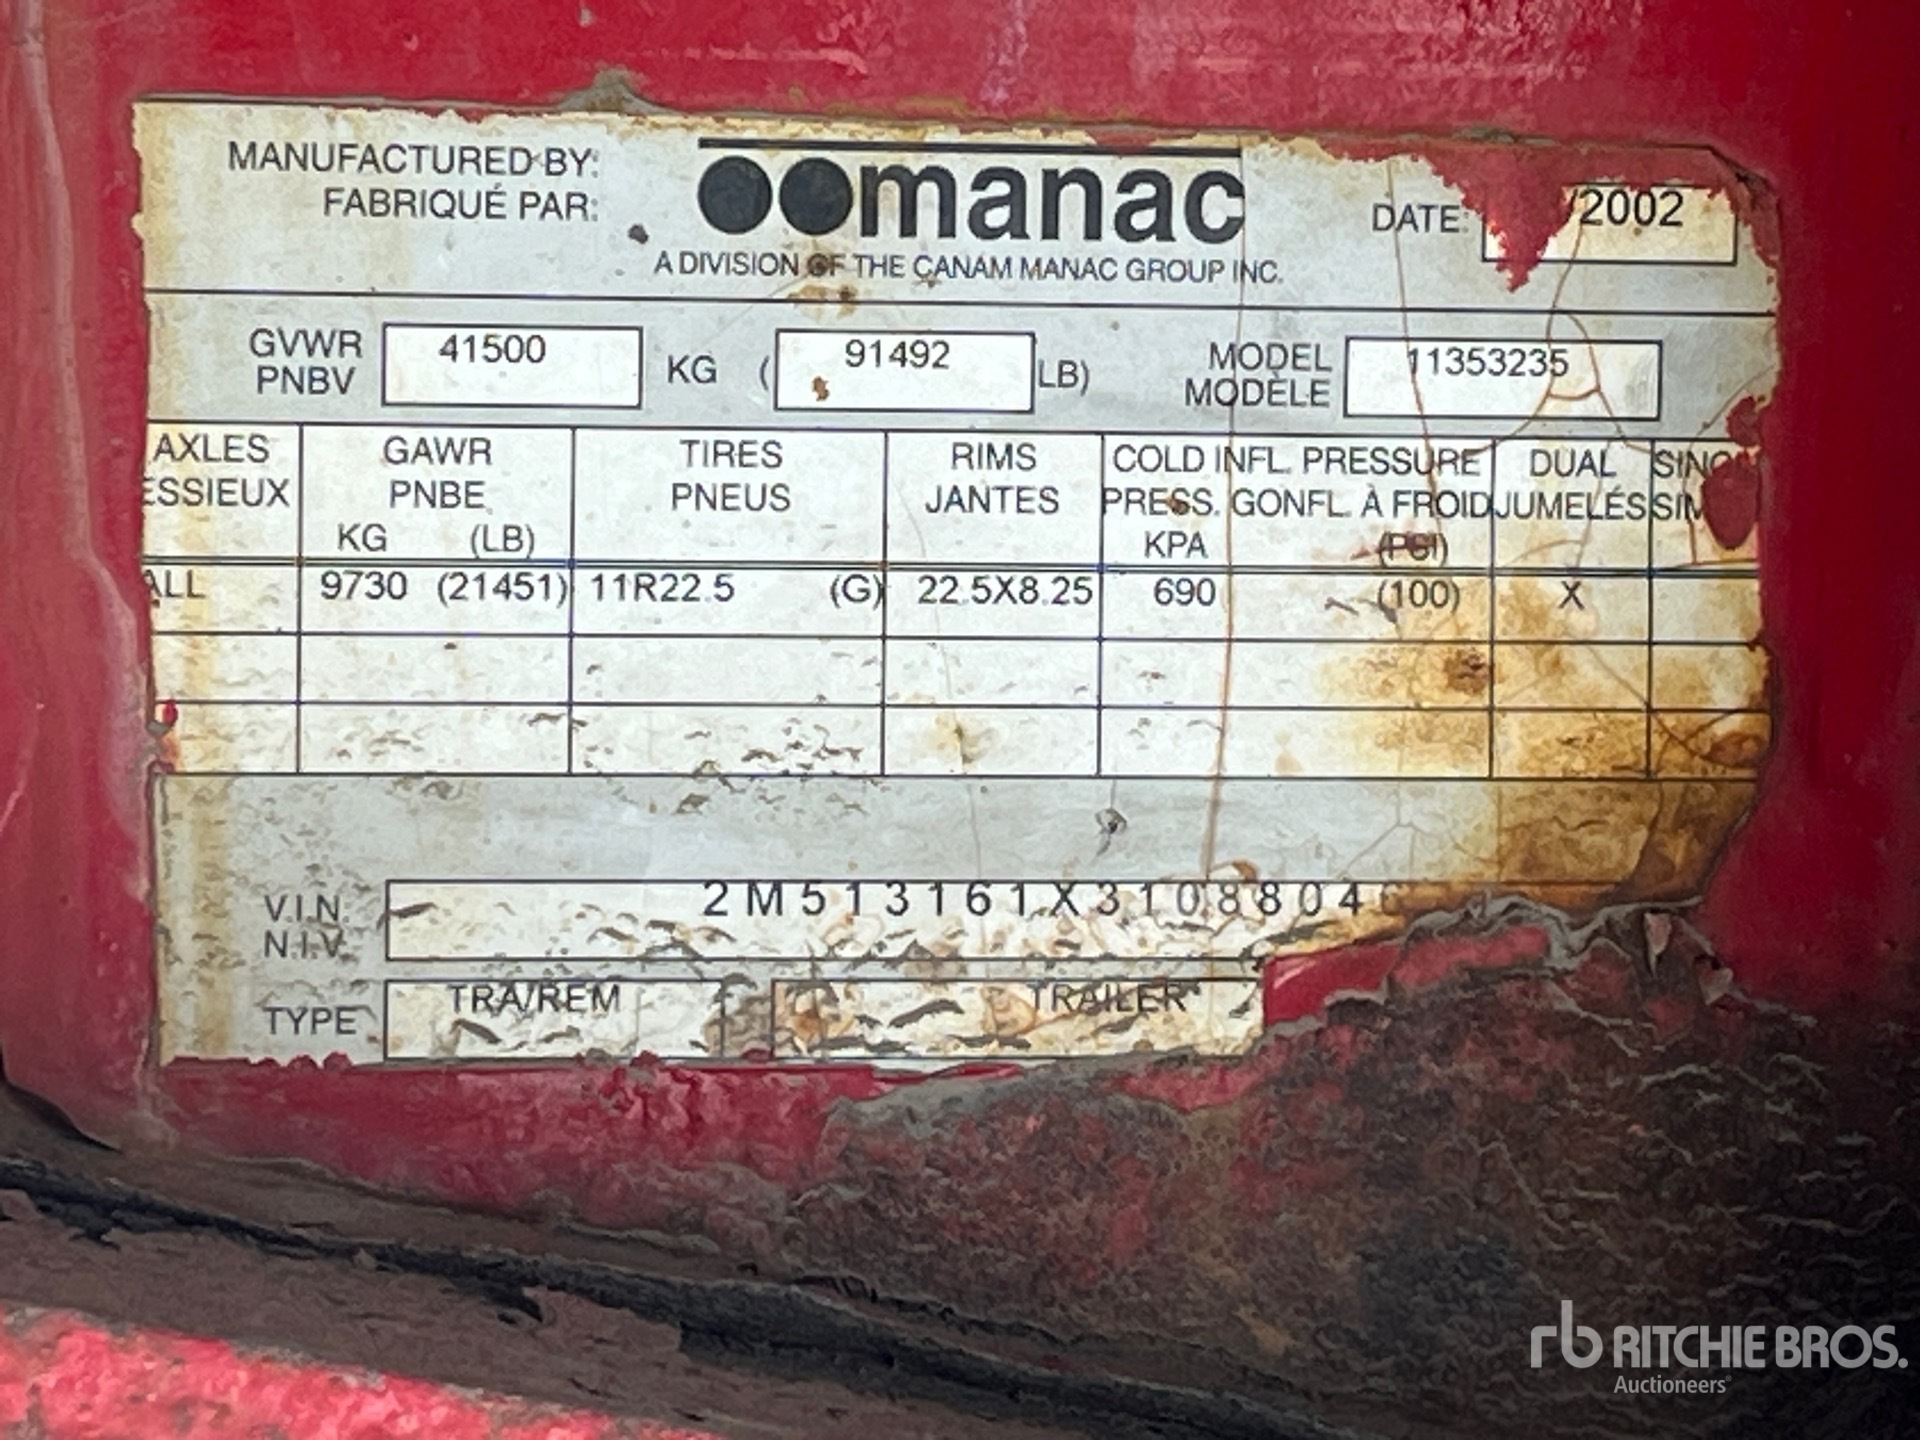 MANUFACTURED BY:
FABRIQUÉ PAR:
manac
A DIVISION OF THE CANAM MANAC GROUP INC.
DATE: /2002
GVWR
PNBV
41500 KG ( 91492 LB)
MODEL
MODÈLE
11353235
AXLES
ESSIEUX
GAWR
PNBE
KG (LB)
TIRES
PNEUS
RIMS
JANTES
COLD INFL. PRESSURE
PRESS. GONFL. À FROID
KPA (PSI)
DUAL
JUMELÉS
ALL 9730 (21451) 11R22.5 (G) 22.5X8.25 690 (100) X
V.I.N.
N.I.V.
2M513161X3108804
TYPE TRA/REM TRAILER
rb RITCHIE BROS.
Auctioneers